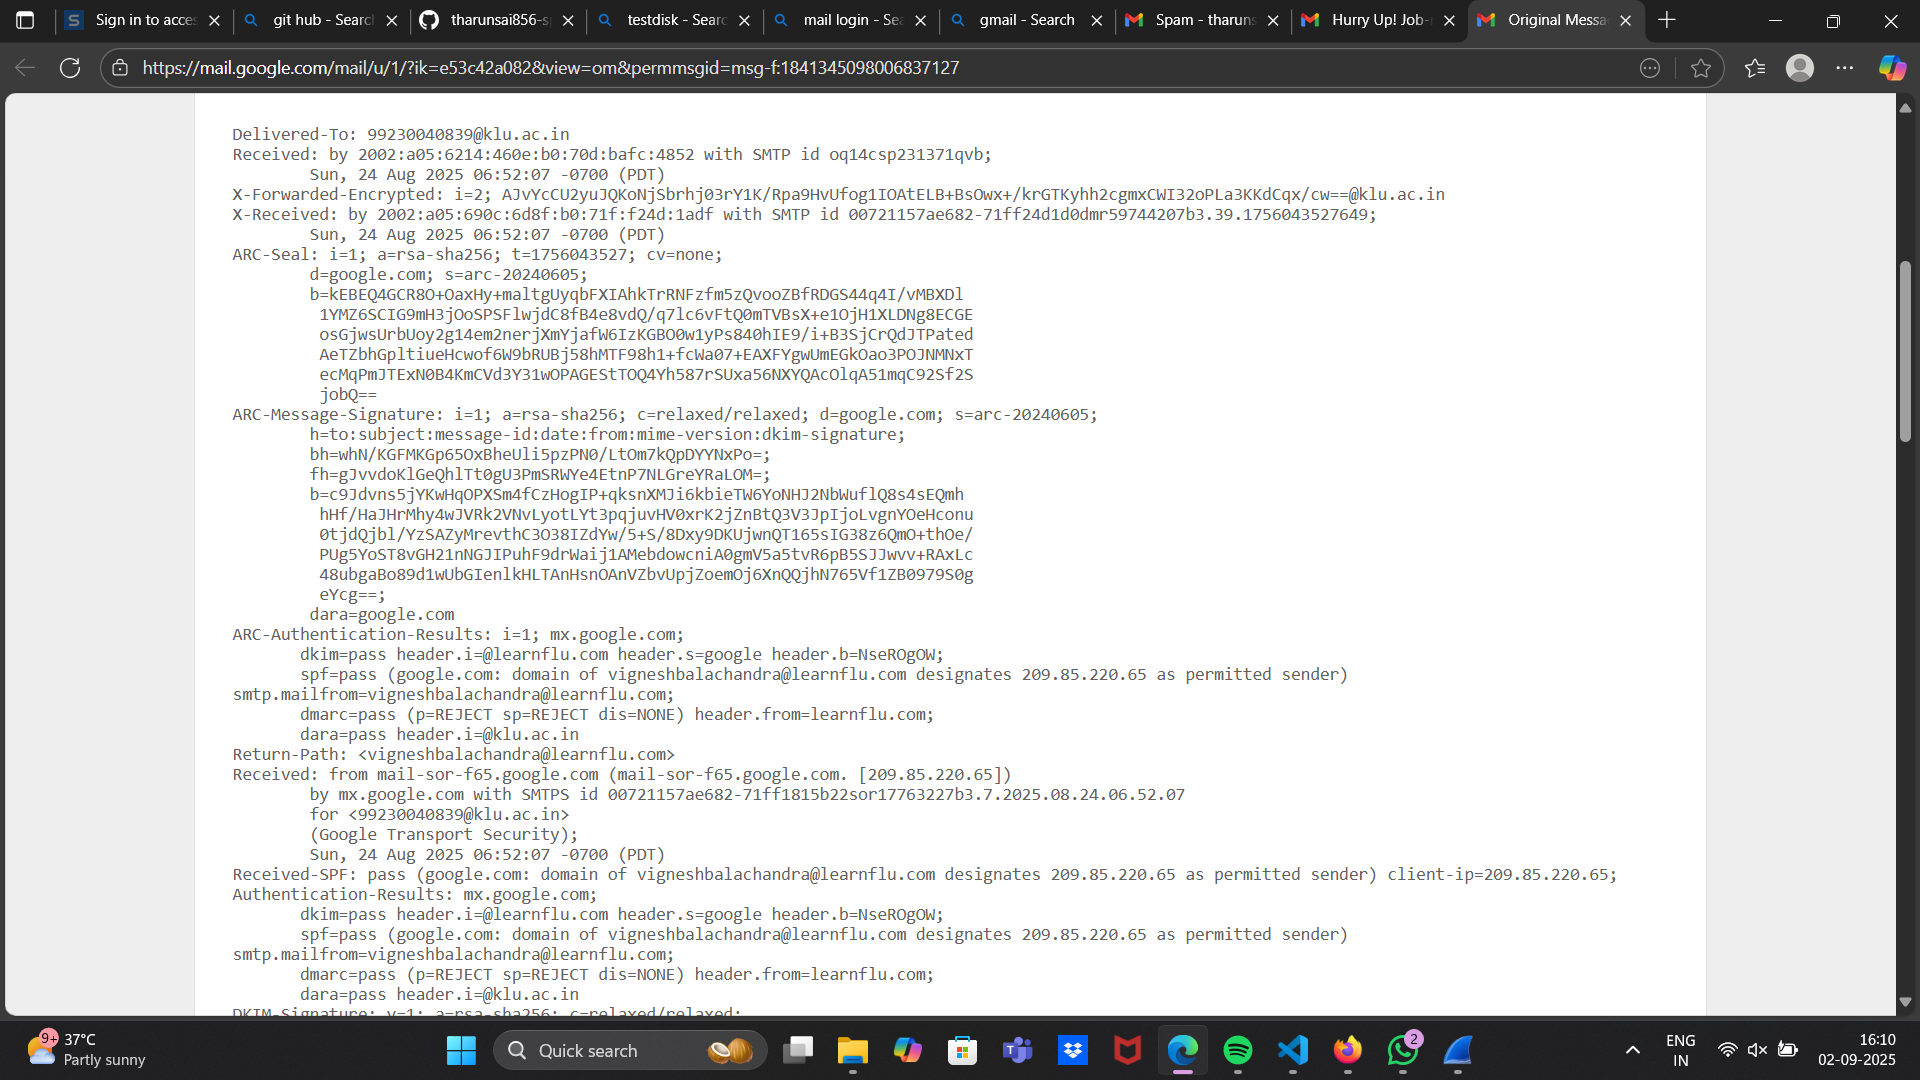 Sign in to acces
git hub - Search
tharunsai856-sp
testdisk - Searc
mail login - Sea
gmail - Search
Spam - tharuns
Hurry Up! Job-r
Original Messa
https://mail.google.com/mail/u/1/?ik=e53c42a082&view=om&permmsgid=msg-f:1841345098006837127
Delivered-To: 99230040839@klu.ac.in
Received: by 2002:a05:6214:460e:b0:70d:bafc:4852 with SMTP id oq14csp231371qvb;
Sun, 24 Aug 2025 06:52:07 -0700 (PDT)
X-Forwarded-Encrypted: i=2; AJvYcCU2yuJQKoNjSbrhj03rY1K/Rpa9HvUfog1IOAtELB+BsOwx+/krGTKyhh2cgmxCWI32oPLa3KKdCqx/cw==@klu.ac.in
X-Received: by 2002:a05:690c:6d8f:b0:71f:f24d:1adf with SMTP id 00721157ae682-71ff24d1d0dmr59744207b3.39.1756043527649;
Sun, 24 Aug 2025 06:52:07 -0700 (PDT)
ARC-Seal: i=1; a=rsa-sha256; t=1756043527; cv=none;
d=google.com; s=arc-20240605;
b=kEBEQ4GCR8O+OaxHy+maltgUyqbFXIAhkTrRNFzfm5zQvooZBfRDGS44q4I/vMBXDl
1YMZ6SCIG9mH3jOoSPSFlwjdC8fB4e8vdQ/q7lc6vFtQ0mTVBsX+e1OjH1XLDNg8ECGE
osGjwsUrbUoy2g14em2nerjXmYjafW6IzKGBO0w1yPs840hIE9/i+B3SjCrQdJTPated
AeTZbhGpltiueHcwof6W9bRUBj58hMTF98h1+fcWa07+EAXFYgwUmEGkOao3POJNMNxT
ecMqPmJTExN0B4KmCVd3Y31wOPAGEStTOQ4Yh587rSUxa56NXYQAcOlqA51mqC92Sf2S
jobQ==
ARC-Message-Signature: i=1; a=rsa-sha256; c=relaxed/relaxed; d=google.com; s=arc-20240605;
h=to:subject:message-id:date:from:mime-version:dkim-signature;
bh=whN/KGFMKGp65OxBheUli5pzPN0/LtOm7kQpDYYNxPo=;
fh=gJvvdoKlGeQhlTt0gU3PmSRWYe4EtnP7NLGreYRaLOM=;
b=c9Jdvns5jYKwHqOPXSm4fCzHogIP+qksnXMJi6kbieTW6YoNHJ2NbWuflQ8s4sEQmh
hHf/HaJHrMhy4wJVRk2VNvLyotLYt3pqjuvHV0xrK2jZnBtQ3V3JpIjoLvgnYOeHconu
0tjdQjbl/YzSAZyMrevthC3O38IZdYw/5+S/8Dxy9DKUjwnQT165sIG38z6QmO+thOe/
PUg5YoST8vGH21nNGJIPuhF9drWaij1AMebdowcniA0gmV5a5tvR6pB5SJJwvv+RAxLc
48ubgaBo89d1wUbGIenlkHLTAnHsnOAnVZbvUpjZoemOj6XnQQjhN765Vf1ZB0979S0g
eYcg==;
dara=google.com
ARC-Authentication-Results: i=1; mx.google.com;
dkim=pass header.i=@learnflu.com header.s=google header.b=NseROgOW;
spf=pass (google.com: domain of vigneshbalachandra@learnflu.com designates 209.85.220.65 as permitted sender)
smtp.mailfrom=vigneshbalachandra@learnflu.com;
dmarc=pass (p=REJECT sp=REJECT dis=NONE) header.from=learnflu.com;
dara=pass header.i=@klu.ac.in
Return-Path: <vigneshbalachandra@learnflu.com>
Received: from mail-sor-f65.google.com (mail-sor-f65.google.com. [209.85.220.65])
by mx.google.com with SMTPS id 00721157ae682-71ff1815b22sor17763227b3.7.2025.08.24.06.52.07
for <99230040839@klu.ac.in>
(Google Transport Security);
Sun, 24 Aug 2025 06:52:07 -0700 (PDT)
Received-SPF: pass (google.com: domain of vigneshbalachandra@learnflu.com designates 209.85.220.65 as permitted sender) client-ip=209.85.220.65;
Authentication-Results: mx.google.com;
dkim=pass header.i=@learnflu.com header.s=google header.b=NseROgOW;
spf=pass (google.com: domain of vigneshbalachandra@learnflu.com designates 209.85.220.65 as permitted sender)
smtp.mailfrom=vigneshbalachandra@learnflu.com;
dmarc=pass (p=REJECT sp=REJECT dis=NONE) header.from=learnflu.com;
dara=pass header.i=@klu.ac.in
DKIM-Signature: v=1; a=rsa-sha256; c=relaxed/relaxed;
9+
37°C
Partly sunny
Quick search
2
ENG
IN
16:10
02-09-2025